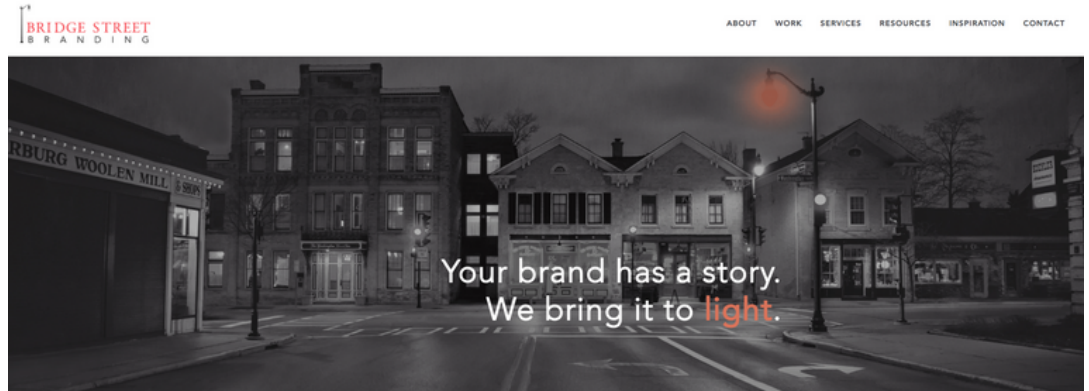 BRIDGE STREET
BRANDING
ABOUT WORK SERVICES RESOURCES INSPIRATION CONTACT
RBURG WOOLEN MILL
SHOPS
Your brand has a story.
We bring it to light.